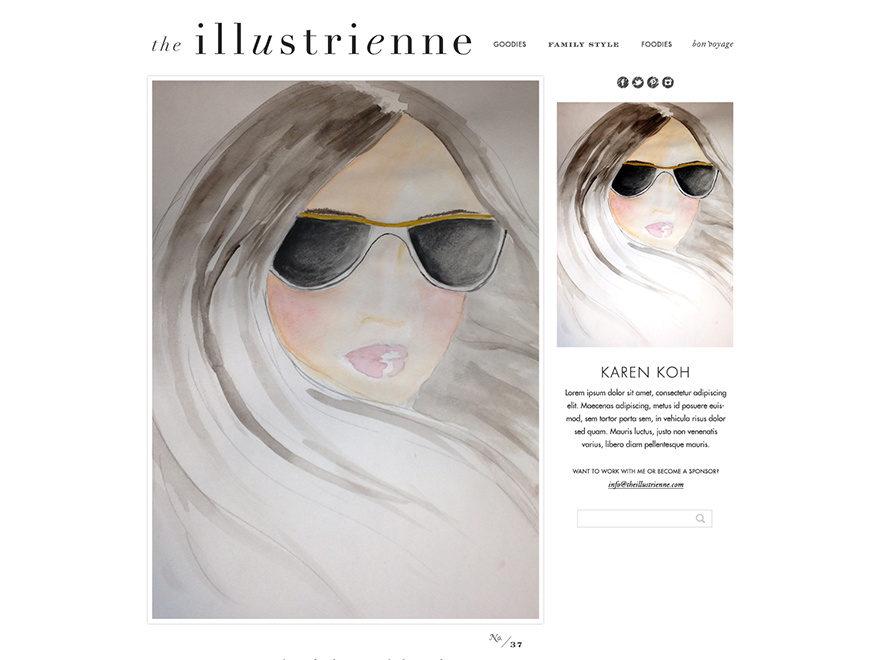 the illustrienne
GOODIES FAMILY STYLE FOODIES bon voyage
KAREN KOH
Lorem ipsum dolor sit amet, consectetur adipiscing
elit. Maecenas adipiscing, metus id posuere euis-
mod, sem tortor porta sem, in vehicula risus dolor
sed quam. Mauris luctus, justo non venenatis
varius, libero diam pellentesque mauris.
WANT TO WORK WITH ME OR BECOME A SPONSOR?
info@theillustrienne.com
No. / 37